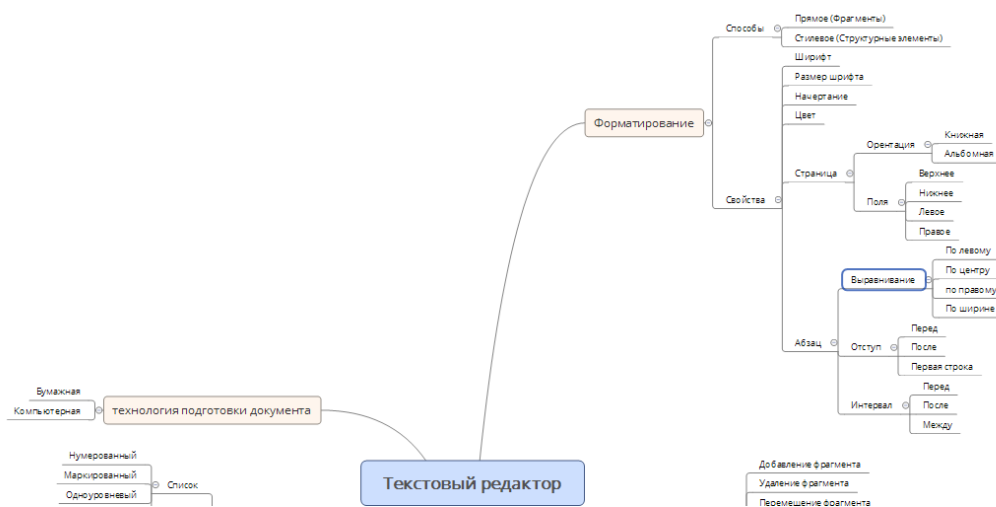 Прямое (Фрагменты)
Способы
Стилевое (Структурные элементы)
Шрифт
Размер шрифта
Начертание
Цвет
Форматирование
Книжная
Орентация
Альбомная
Страница
Верхнее
Нижнее
Поля
Левое
Правое
Свойства
По левому
По центру
Выравнивание
по правому
По ширине
Абзац
Перед
Отступ
После
Первая строка
Перед
Интервал
После
Между
Бумажная
Компьютерная
технология подготовки документа
Нумерованный
Маркированный
Список
Одноуровневый
Текстовый редактор
Добавление фрагмента
Удаление фрагмента
Перемещение фрагмента